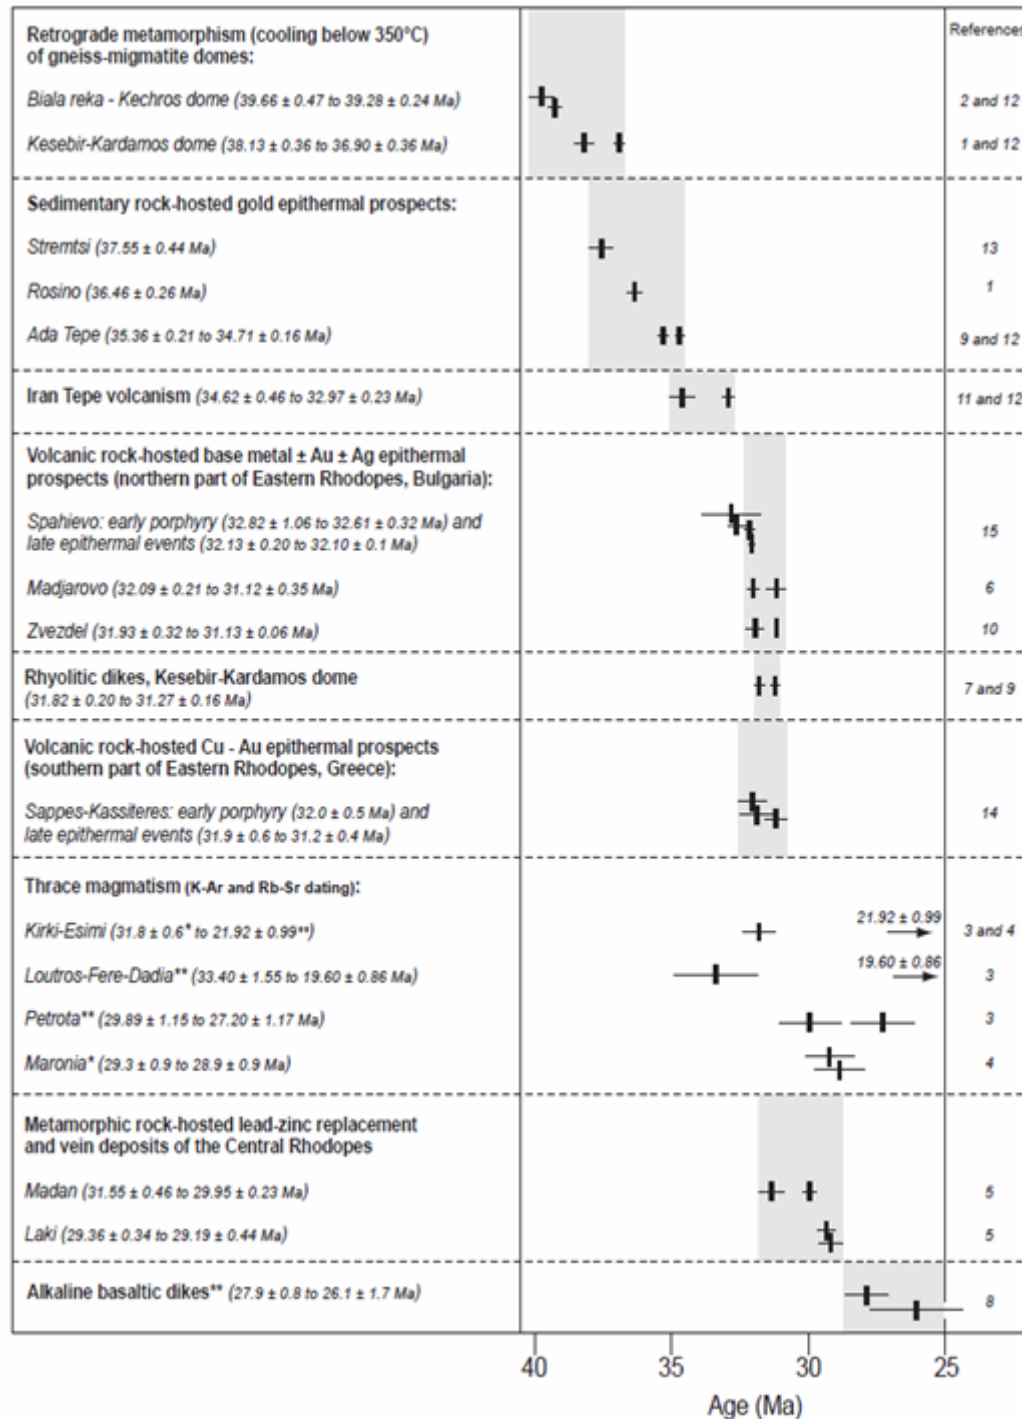 References
Retrograde metamorphism (cooling below 350°C)
of gneiss-migmatite domes:
Biala reka - Kechros dome (39.66 ± 0.47 to 39.28 ± 0.24 Ma)
2 and 12
Kesebir-Kardamos dome (38.13 ± 0.36 to 36.90 ± 0.36 Ma)
1 and 12
Sedimentary rock-hosted gold epithermal prospects:
Stremtsi (37.55 ± 0.44 Ma)
13
Rosino (36.46 ± 0.26 Ma)
1
Ada Tepe (35.36 ± 0.21 to 34.71 ± 0.16 Ma)
9 and 12
Iran Tepe volcanism (34.62 ± 0.46 to 32.97 ± 0.23 Ma)
11 and 12
Volcanic rock-hosted base metal ± Au ± Ag epithermal
prospects (northern part of Eastern Rhodopes, Bulgaria):
Spahievo: early porphyry (32.82 ± 1.06 to 32.61 ± 0.32 Ma) and
late epithermal events (32.13 ± 0.20 to 32.10 ± 0.1 Ma)
15
Madjarovo (32.09 ± 0.21 to 31.12 ± 0.35 Ma)
6
Zvezdel (31.93 ± 0.32 to 31.13 ± 0.06 Ma)
10
Rhyolitic dikes, Kesebir-Kardamos dome
(31.82 ± 0.20 to 31.27 ± 0.16 Ma)
7 and 9
Volcanic rock-hosted Cu - Au epithermal prospects
(southern part of Eastern Rhodopes, Greece):
Sappes-Kassiteres: early porphyry (32.0 ± 0.5 Ma) and
late epithermal events (31.9 ± 0.6 to 31.2 ± 0.4 Ma)
14
Thrace magmatism (K-Ar and Rb-Sr dating):
Kirki-Esimi (31.8 ± 0.6* to 21.92 ± 0.99**)
21.92 ± 0.99
3 and 4
Loutros-Fere-Dadia** (33.40 ± 1.55 to 19.60 ± 0.86 Ma)
19.60 ± 0.86
3
Petrota** (29.89 ± 1.15 to 27.20 ± 1.17 Ma)
3
Maronia* (29.3 ± 0.9 to 28.9 ± 0.9 Ma)
4
Metamorphic rock-hosted lead-zinc replacement
and vein deposits of the Central Rhodopes
Madan (31.55 ± 0.46 to 29.95 ± 0.23 Ma)
5
Laki (29.36 ± 0.34 to 29.19 ± 0.44 Ma)
5
Alkaline basaltic dikes** (27.9 ± 0.8 to 26.1 ± 1.7 Ma)
8
40 35 30 25
Age (Ma)